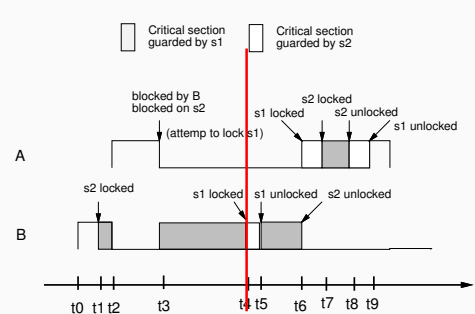 Critical section
guarded by s1
Critical section
guarded by s2
blocked by B
blocked on s2
(attemp to lock s1)
s1 locked
s2 locked
s2 unlocked
s1 unlocked
A
s2 locked
s1 locked
s1 unlocked
s2 unlocked
B
t0 t1 t2 t3 t4 t5 t6 t7 t8 t9